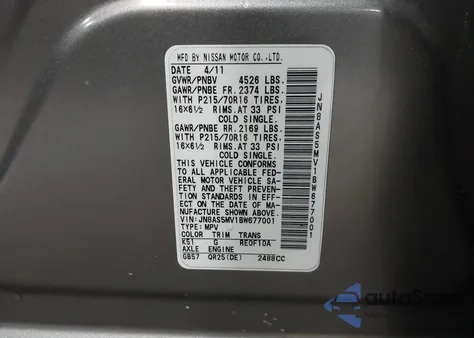 MFD BY NISSAN MOTOR CO.,LTD.
DATE 4/11
GVWR/PNBV 4526 LBS.
GAWR/PNBE FR. 2374 LBS.
WITH P215/70R16 TIRES,
16X6½ RIMS. AT 33 PSI
COLD SINGLE.
GAWR/PNBE RR. 2169 LBS.
WITH P215/70R16 TIRES,
16X6½ RIMS. AT 33 PSI
COLD SINGLE.
THIS VEHICLE CONFORMS
TO ALL APPLICABLE FED-
ERAL MOTOR VEHICLE SA-
FETY AND THEFT PREVENTION
STANDARDS IN EFF-
ECT ON THE DATE OF MA-
NUFACTURE SHOWN ABOVE.
VIN:JN8AS5MV1BW677001
TYPE: MPV
COLOR TRIM TRANS
K51 G RE0F10A
AXLE ENGINE
GB57 QR25(DE) 2488CC
JN8AS5MV1BW677001
autoSnap